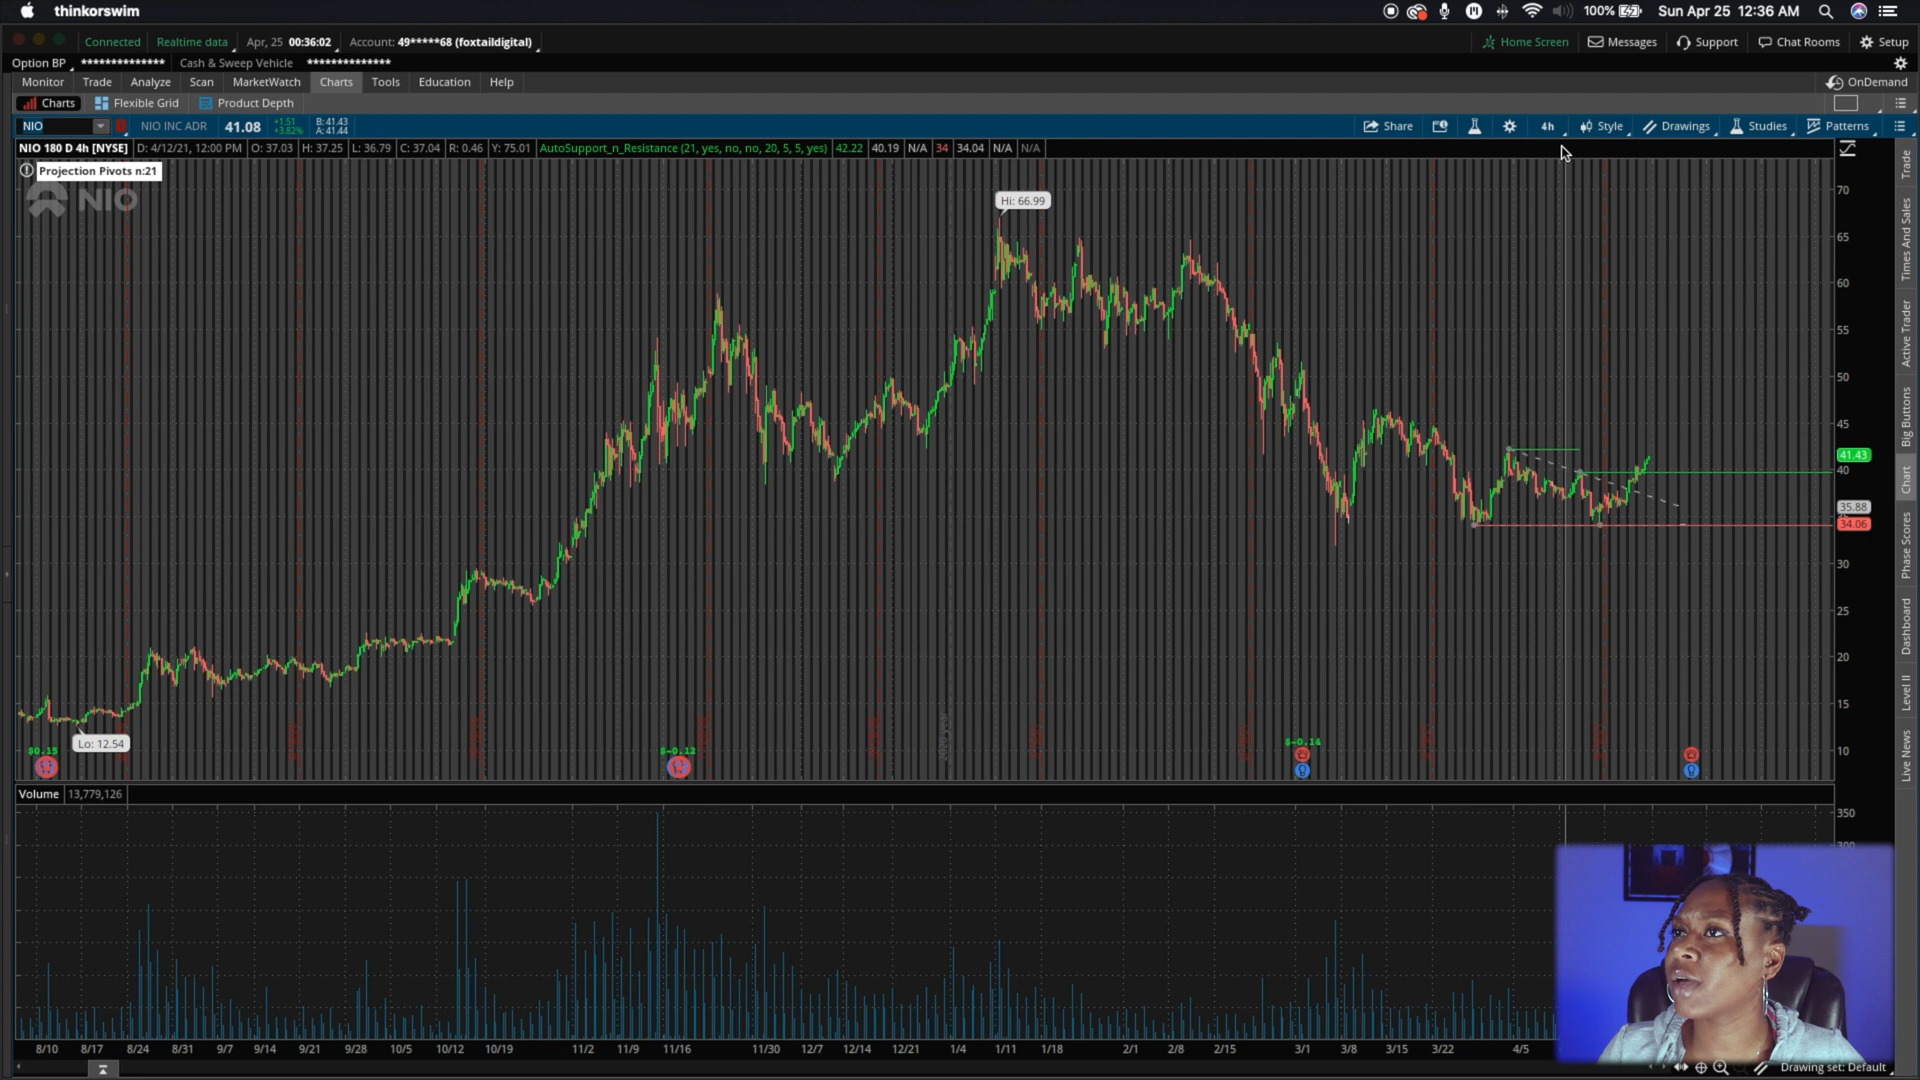 thinkorswim
100%
Sun Apr 25 12:36 AM
Connected
Realtime data
Apr, 25 00:36:02
Account: 49*****68 (foxtaildigital)
Home Screen
Messages
Support
Chat Rooms
Setup
Option BP **************
Cash & Sweep Vehicle **************
Monitor
Trade
Analyze
Scan
MarketWatch
Charts
Tools
Education
Help
OnDemand
Charts
Flexible Grid
Product Depth
NIO
NIO INC ADR
41.08
+1.51
+3.82%
B: 41.43
A: 41.44
Share
4h
Style
Drawings
Studies
Patterns
NIO 180 D 4h [NYSE]
D: 4/12/21, 12:00 PM
O: 37.03
H: 37.25
L: 36.79
C: 37.04
R: 0.46
Y: 75.01
AutoSupport_n_Resistance (21, yes, no, no, 20, 5, 5, yes)
42.22
40.19
N/A
34
34.04
N/A
N/A
Projection Pivots n:21
NIO
Hi: 66.99
Lo: 12.54
$0.15
$-0.12
$-0.14
70
65
60
55
50
45
41.43
40
35.88
34.06
30
25
20
15
10
Volume
13,779,126
350
8/10
8/17
8/24
8/31
9/7
9/14
9/21
9/28
10/5
10/12
10/19
11/2
11/9
11/16
11/30
12/7
12/14
12/21
1/4
1/11
1/18
2/1
2/8
2/15
3/1
3/8
3/15
3/22
4/5
Drawing set: Default
Trade
Times And Sales
Active Trader
Big Buttons
Chart
Phase Scores
Dashboard
Level II
Live News